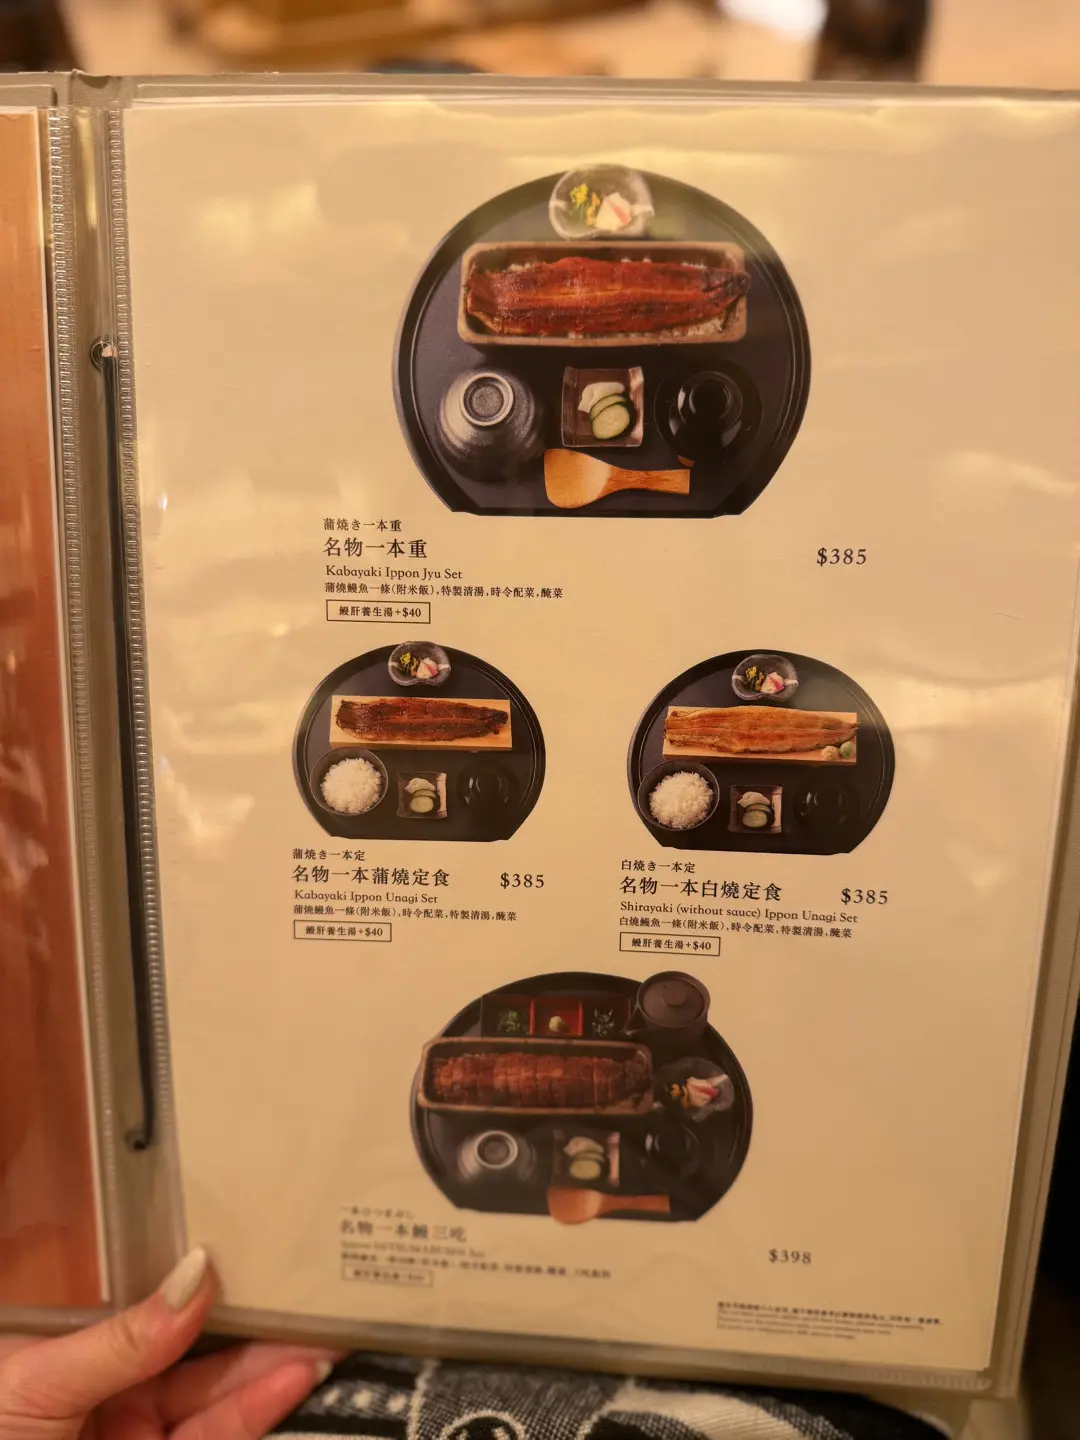 蒲燒き一本重
名物一本重
$385
Kabayaki Ippon Jyu Set
蒲燒鰻魚一條(附米飯),特製清湯,時令配菜,醃菜
鰻肝養生湯+$40
蒲燒き一本定
名物一本蒲燒定食
$385
Kabayaki Ippon Unagi Set
蒲燒鰻魚一條(附米飯),時令配菜,特製清湯,醃菜
鰻肝養生湯+$40
白燒き一本定
名物一本白燒定食
$385
Shirayaki (without sauce) Ippon Unagi Set
白燒鰻魚一條(附米飯),時令配菜,特製清湯,醃菜
鰻肝養生湯+$40
名物一本鰻三吃
$398